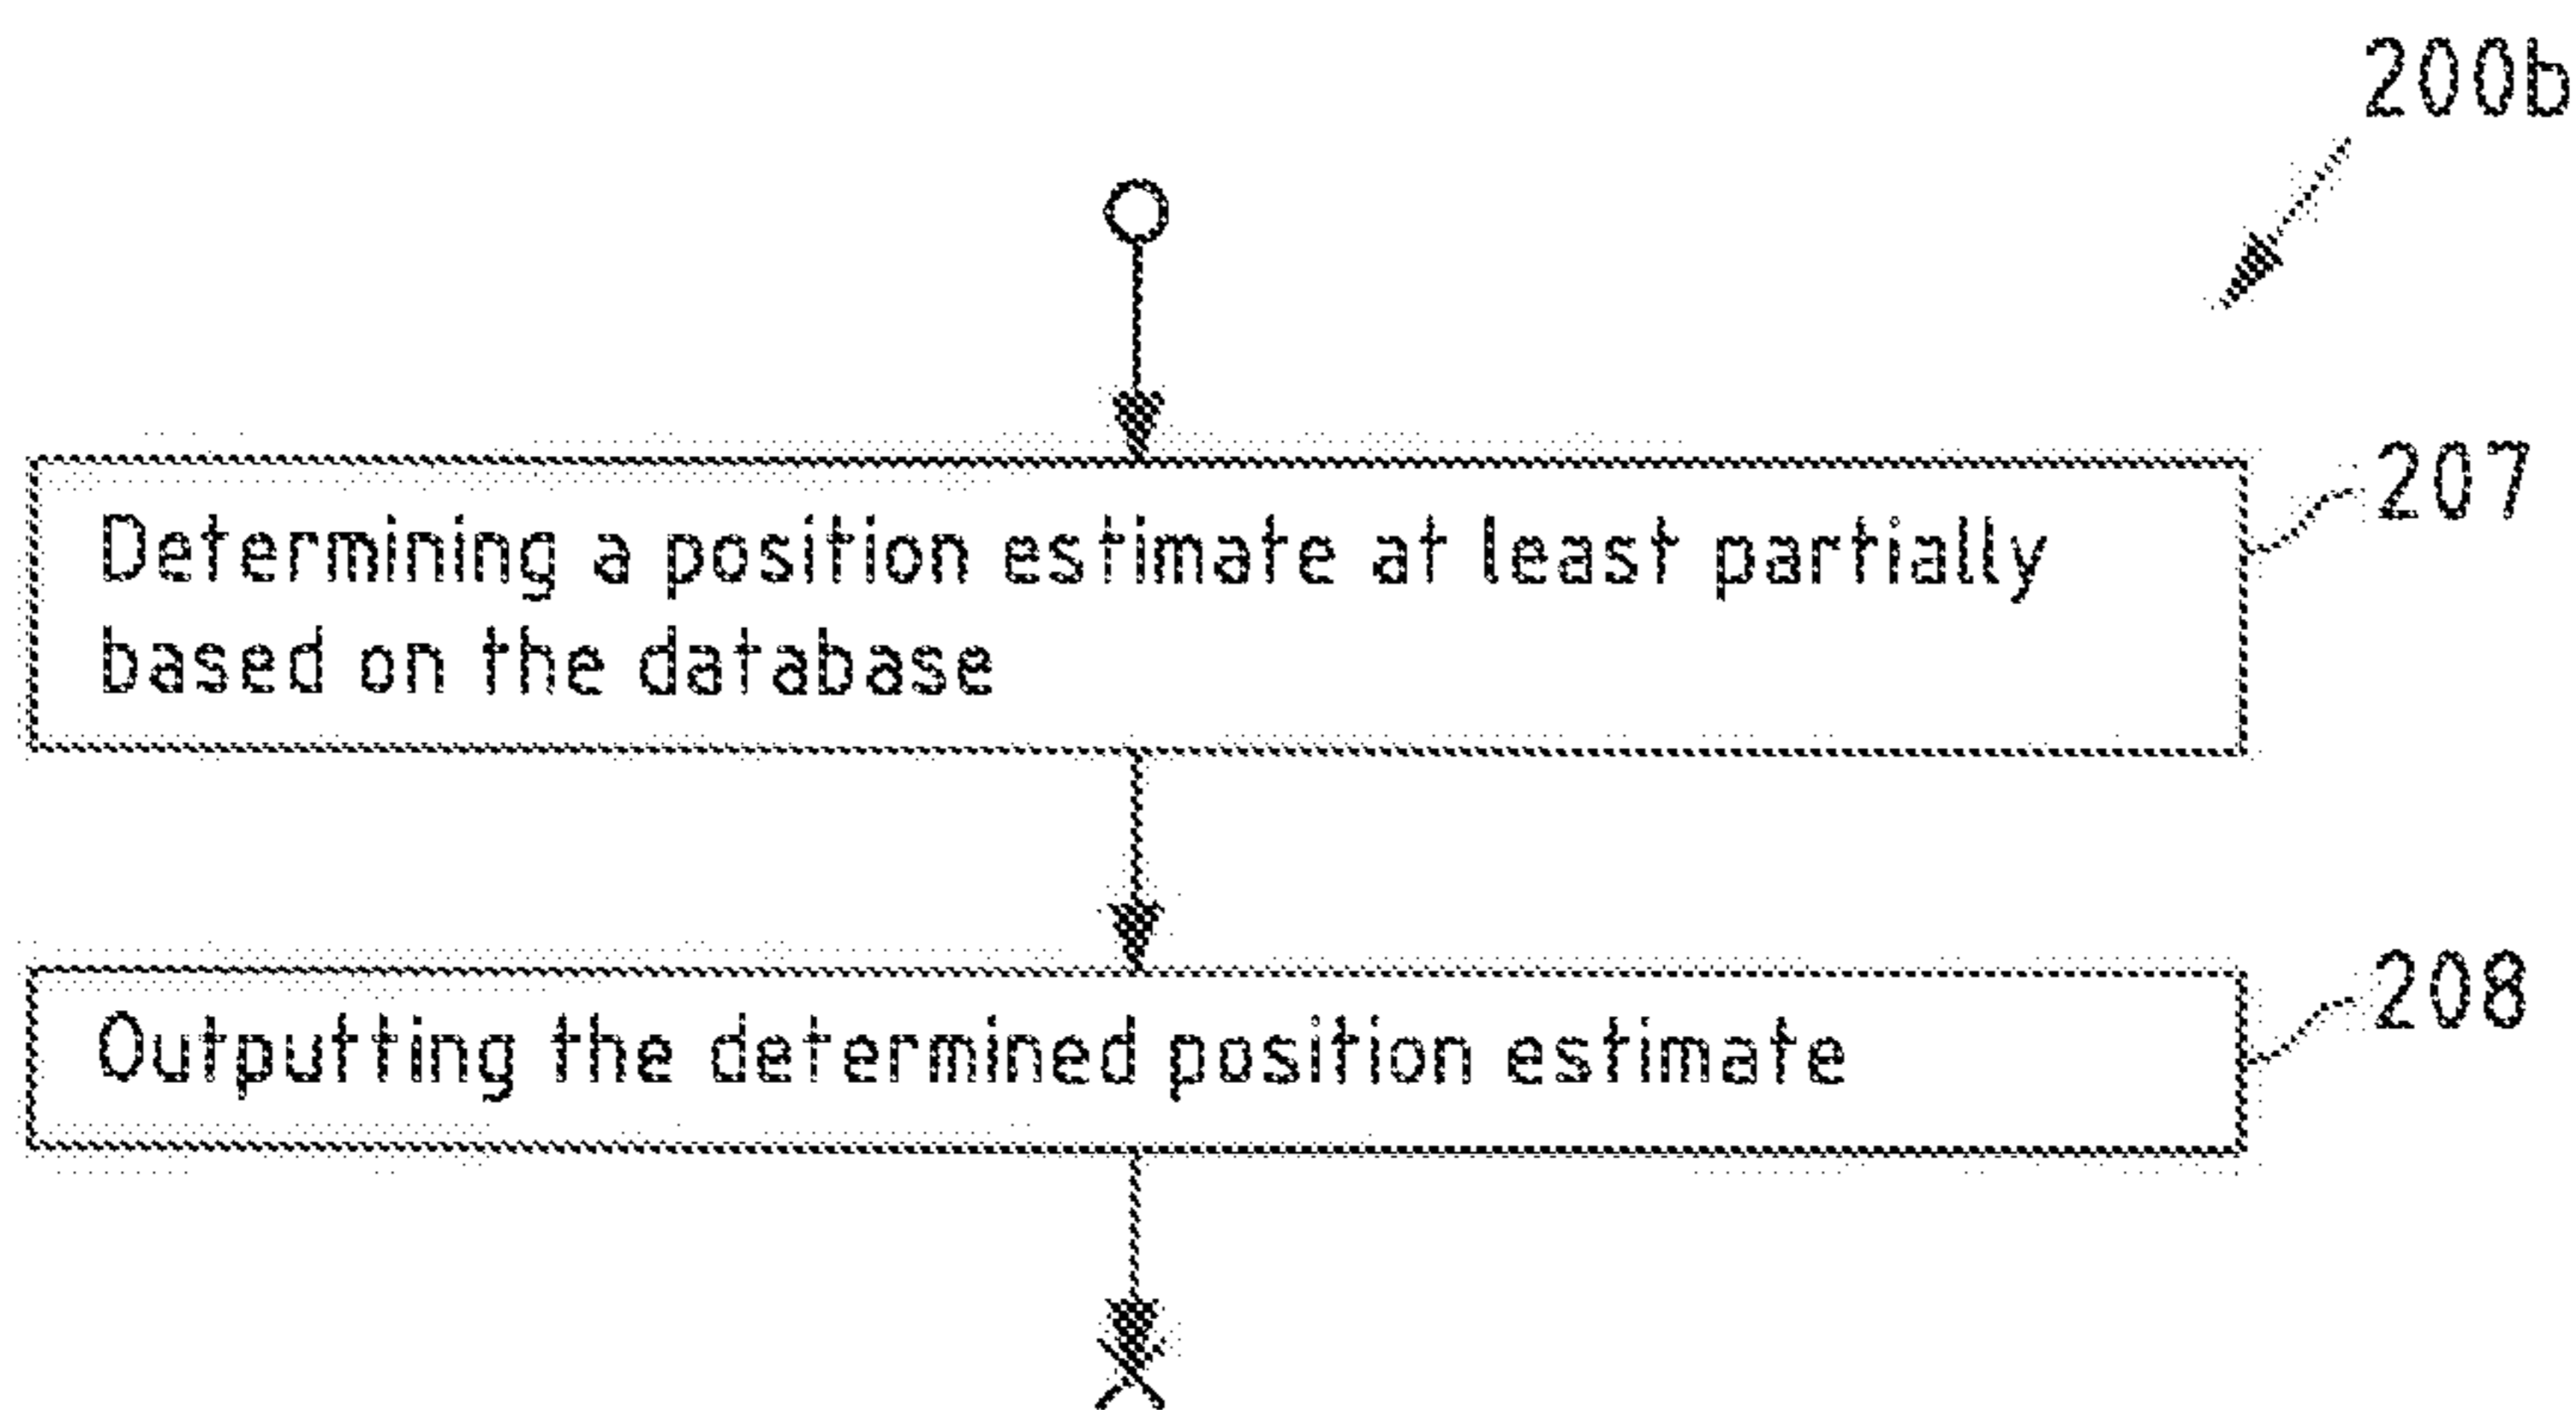 200b
207
Determining a position estimate at least partially
based on the database
208
Outputting the determined position estimate